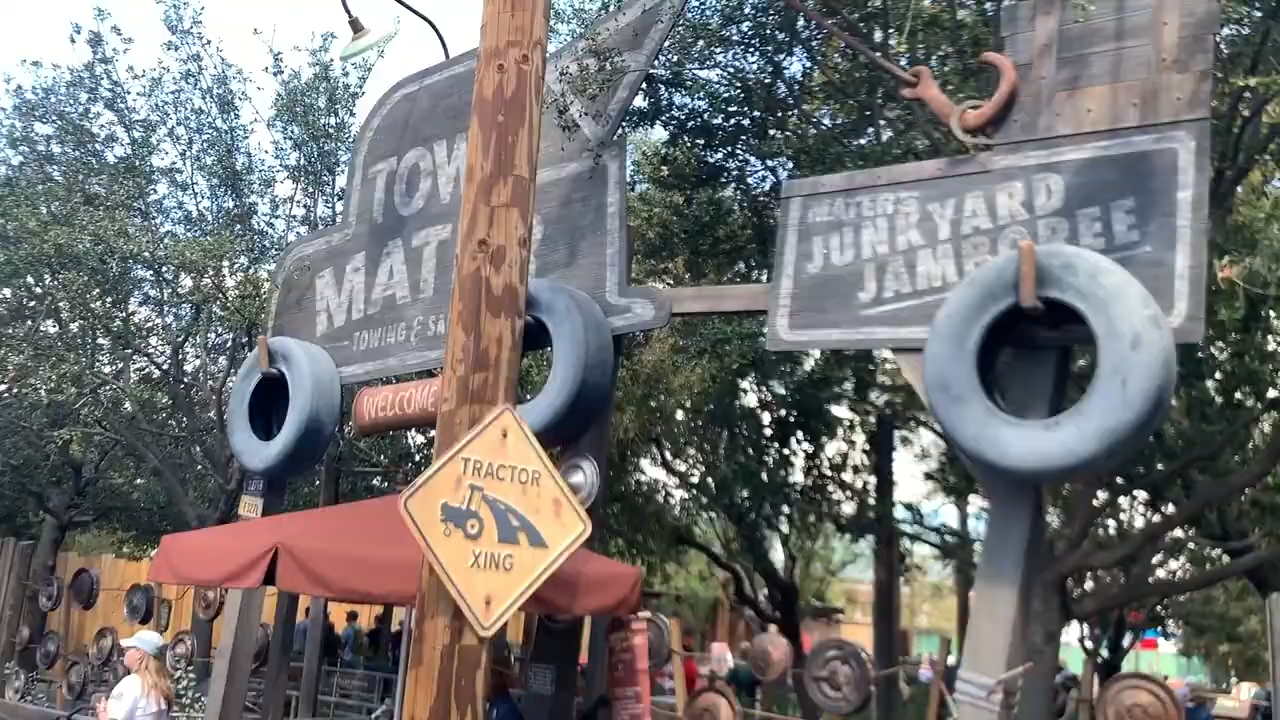 TOW
MAT
TOWING & SA
WELCOME
TRACTOR
XING
MATER'S
JUNKYARD
JAMBOREE